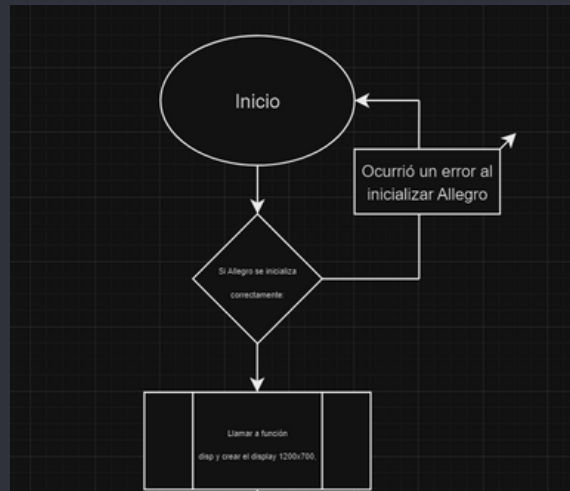 Inicio
Ocurrió un error al
inicializar Allegro
Si Allegro se inicializa
correctamente:
Llamar a función
disp y crear el display 1200x700,